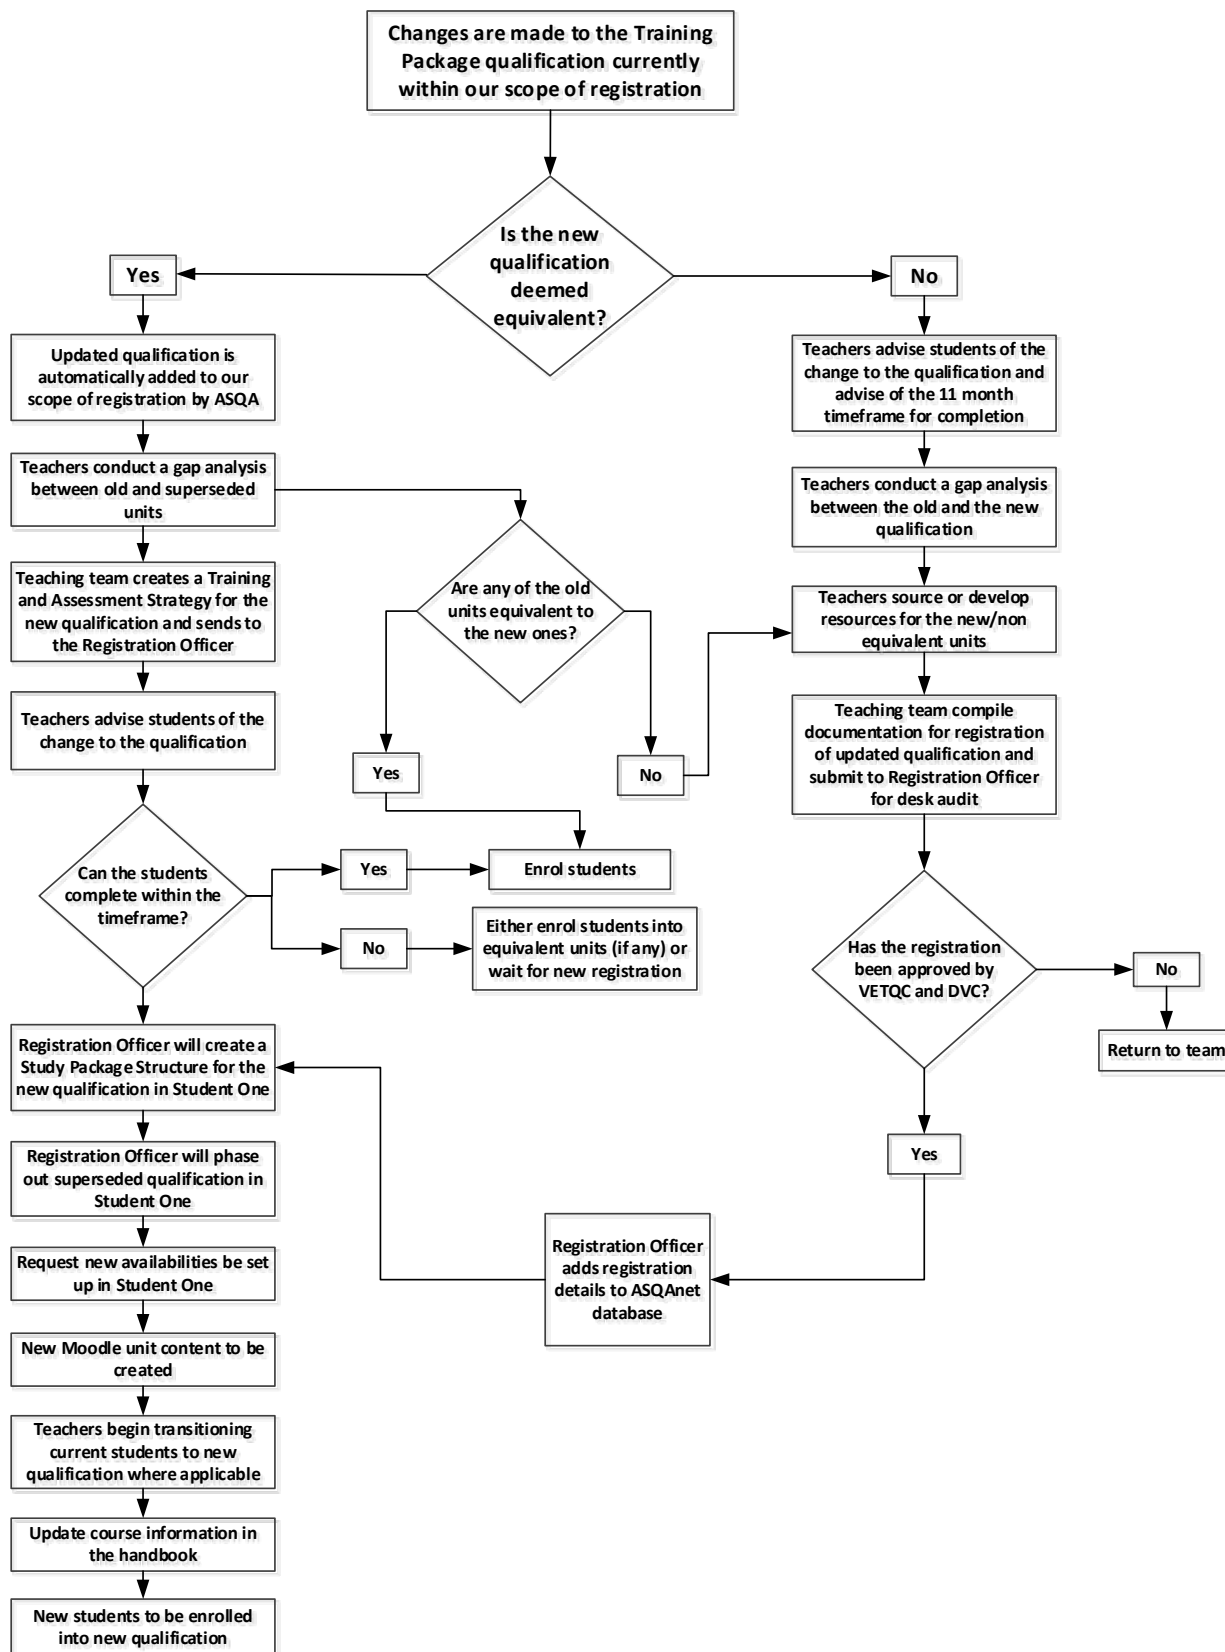 Changes are made to the Training
Package qualification currently
within our scope of registration
Is the new
qualification
deemed
equivalent?
Yes
No
Updated qualification is
automatically added to our
scope of registration by ASQA
Teachers advise students of the
change to the qualification and
advise of the 11 month
timeframe for completion
Teachers conduct a gap analysis
between old and superseded
units
Teachers conduct a gap analysis
between the old and the new
qualification
Teaching team creates a Training
and Assessment Strategy for the
new qualification and sends to
the Registration Officer
Are any of the old
units equivalent to
the new ones?
Teachers source or develop
resources for the new/non
equivalent units
Teachers advise students of the
change to the qualification
Yes
No
Teaching team compile
documentation for registration
of updated qualification and
submit to Registration Officer
for desk audit
Can the students
complete within the
timeframe?
Yes
Enrol students
No
Either enrol students into
equivalent units (if any) or
wait for new registration
Has the registration
been approved by
VETQC and DVC?
No
Return to team
Yes
Registration Officer will create a
Study Package Structure for the
new qualification in Student One
Registration Officer will phase
out superseded qualification in
Student One
Registration Officer
adds registration
details to ASQAnet
database
Request new availabilities be set
up in Student One
New Moodle unit content to be
created
Teachers begin transitioning
current students to new
qualification where applicable
Update course information in
the handbook
New students to be enrolled
into new qualification